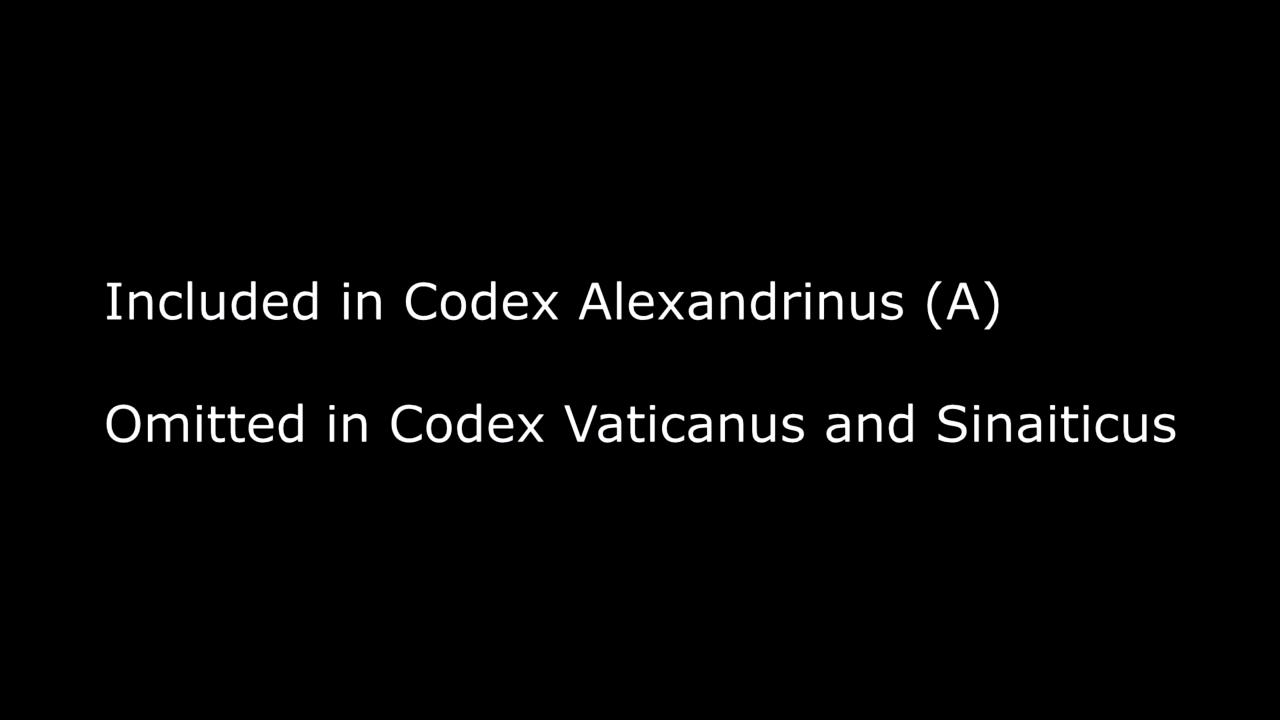 Included in Codex Alexandrinus (A)
Omitted in Codex Vaticanus and Sinaiticus